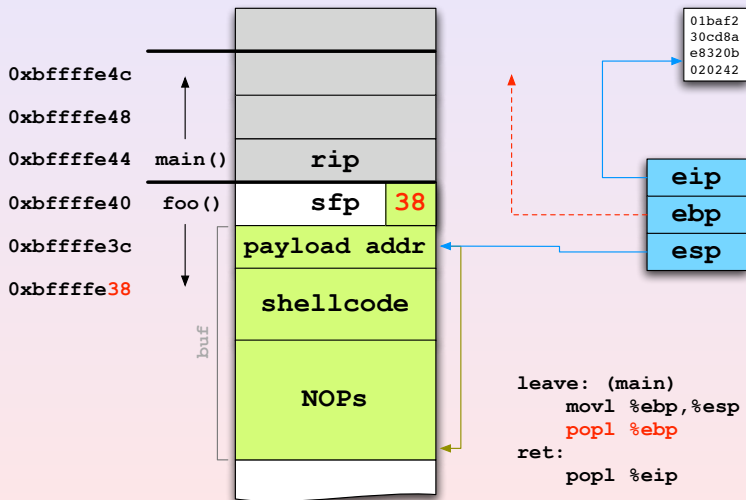 01baf2
30cd8a
e8320b
020242
0xbffffe4c
0xbffffe48
0xbffffe44 main() rip
eip
0xbffffe40 foo() sfp 38
ebp
0xbffffe3c payload addr
esp
0xbffffe38
shellcode
buf
NOPs
leave: (main)
movl %ebp,%esp
popl %ebp
ret:
popl %eip